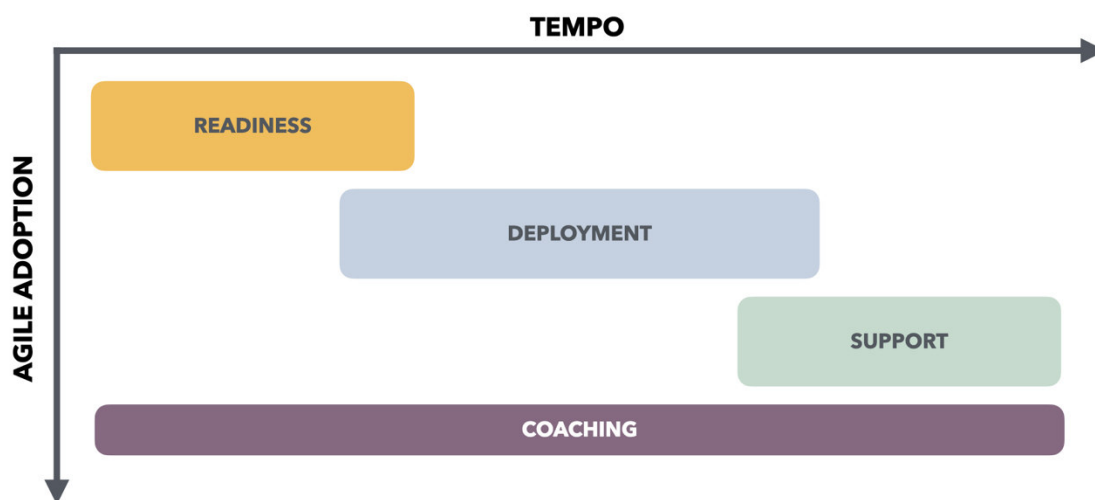 TEMPO
AGILE ADOPTION
READINESS
DEPLOYMENT
SUPPORT
COACHING